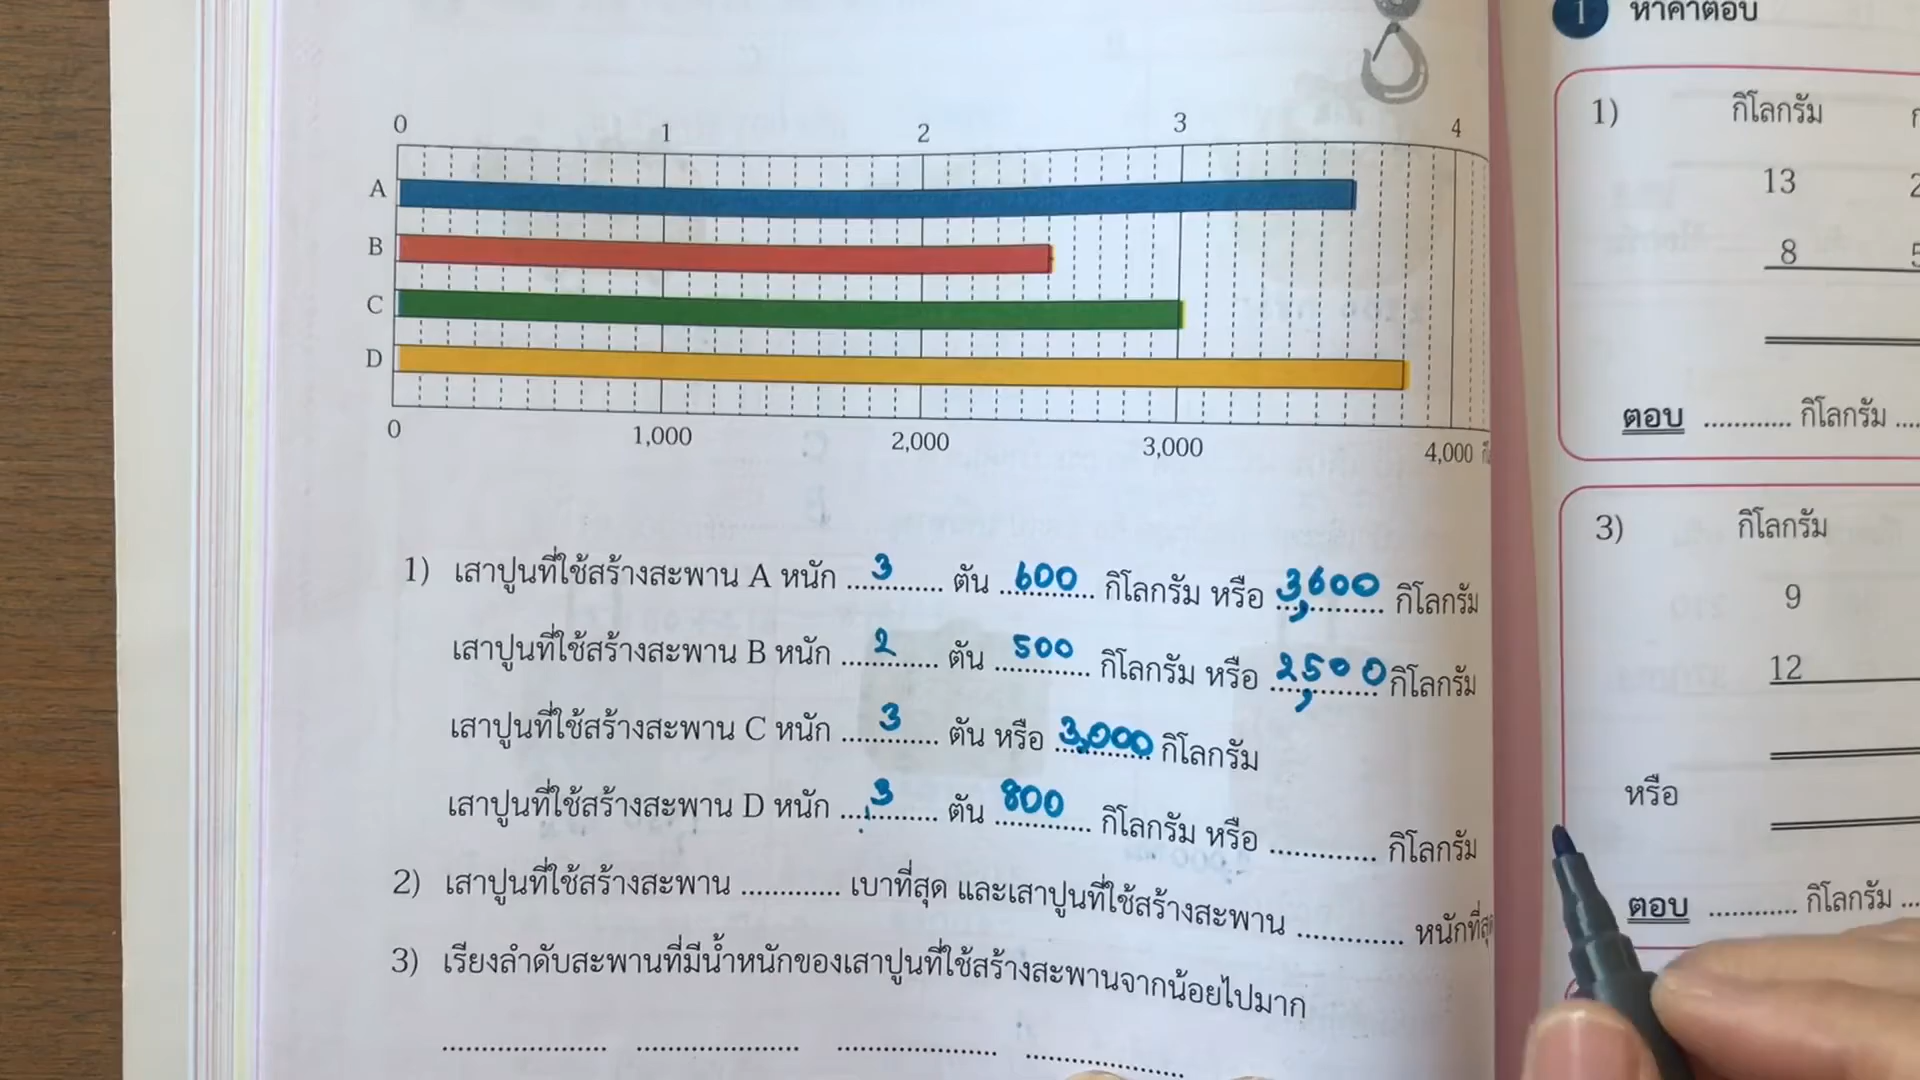 0 1 2 3 4
A
B
C
D
0 1,000 2,000 3,000 4,000
1) เสาปูนที่ใช้สร้างสะพาน A หนัก 3 ตัน 600 กิโลกรัม หรือ 3,600 กิโลกรัม
เสาปูนที่ใช้สร้างสะพาน B หนัก 2 ตัน 500 กิโลกรัม หรือ 2,500 กิโลกรัม
เสาปูนที่ใช้สร้างสะพาน C หนัก 3 ตัน หรือ 3,000 กิโลกรัม
เสาปูนที่ใช้สร้างสะพาน D หนัก 3 ตัน 800 กิโลกรัม หรือ ............ กิโลกรัม
2) เสาปูนที่ใช้สร้างสะพาน ............ เบาที่สุด และเสาปูนที่ใช้สร้างสะพาน ............ หนักที่สุด
3) เรียงลำดับสะพานที่มีน้ำหนักของเสาปูนที่ใช้สร้างสะพานจากน้อยไปมาก
1 หาคำตอบ
1) กิโลกรัม
13
8
ตอบ ............ กิโลกรัม
3) กิโลกรัม
9
12
หรือ
ตอบ ............ กิโลกรัม